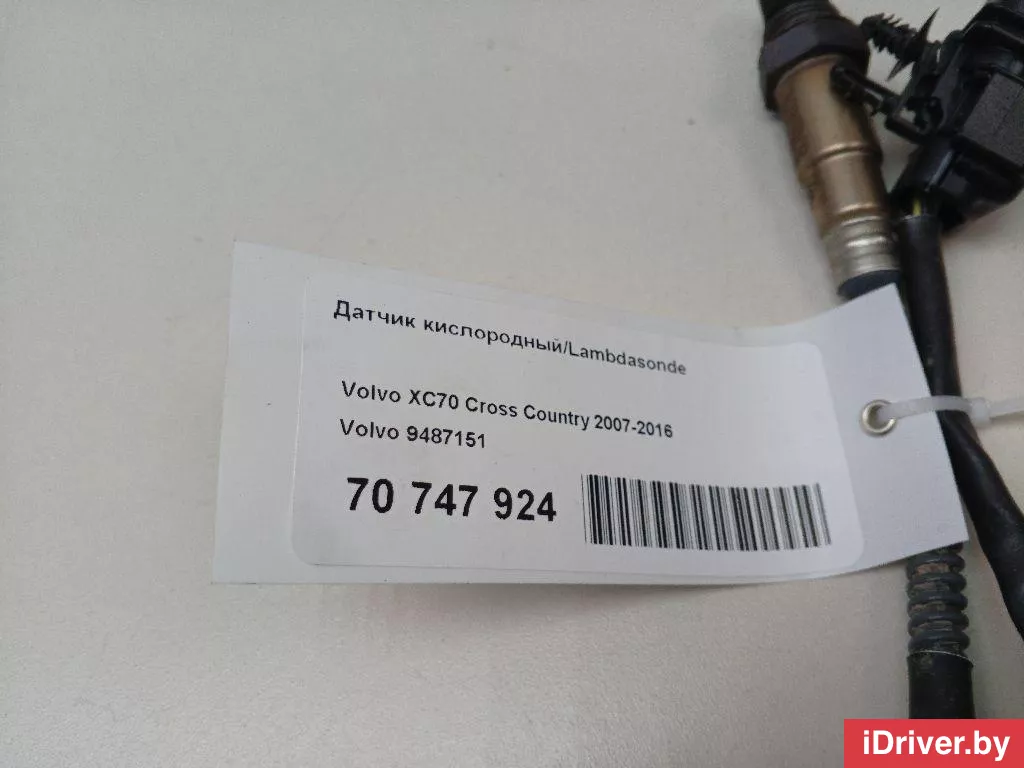 Датчик кислородный/Lambdasonde
Volvo XC70 Cross Country 2007-2016
Volvo 9487151
70 747 924
iDriver.by